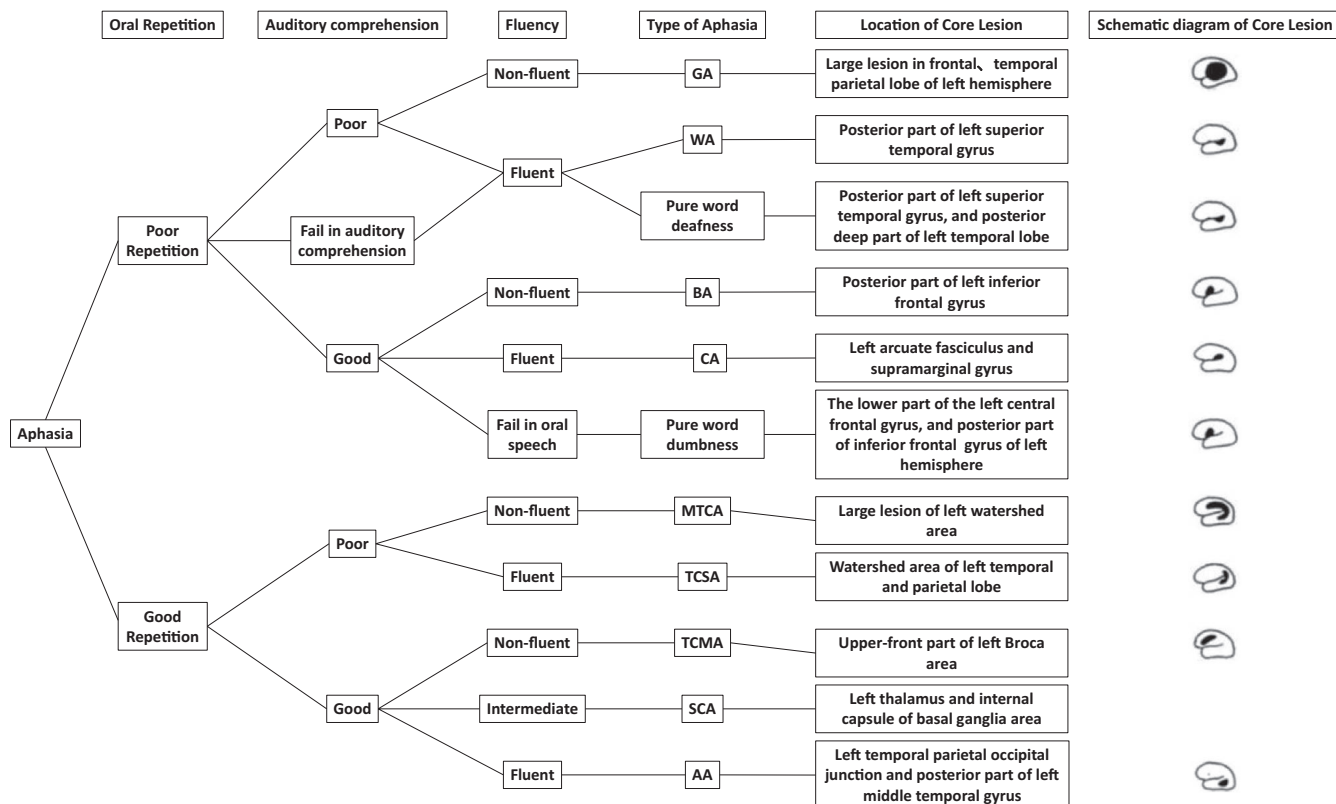 Oral Repetition
Auditory comprehension
Fluency
Type of Aphasia
Location of Core Lesion
Schematic diagram of Core Lesion
Aphasia
Poor
Repetition
Good
Repetition
Poor
Fail in auditory
comprehension
Good
Poor
Good
Non-fluent
Fluent
Non-fluent
Fluent
Fail in oral
speech
Non-fluent
Fluent
Non-fluent
Intermediate
Fluent
GA
WA
Pure word
deafness
BA
CA
Pure word
dumbness
MTCA
TCSA
TCMA
SCA
AA
Large lesion in frontal、temporal
parietal lobe of left hemisphere
Posterior part of left superior
temporal gyrus
Posterior part of left superior
temporal gyrus, and posterior
deep part of left temporal lobe
Posterior part of left inferior
frontal gyrus
Left arcuate fasciculus and
supramarginal gyrus
The lower part of the left central
frontal gyrus, and posterior part
of inferior frontal gyrus of left
hemisphere
Large lesion of left watershed
area
Watershed area of left temporal
and parietal lobe
Upper-front part of left Broca
area
Left thalamus and internal
capsule of basal ganglia area
Left temporal parietal occipital
junction and posterior part of left
middle temporal gyrus